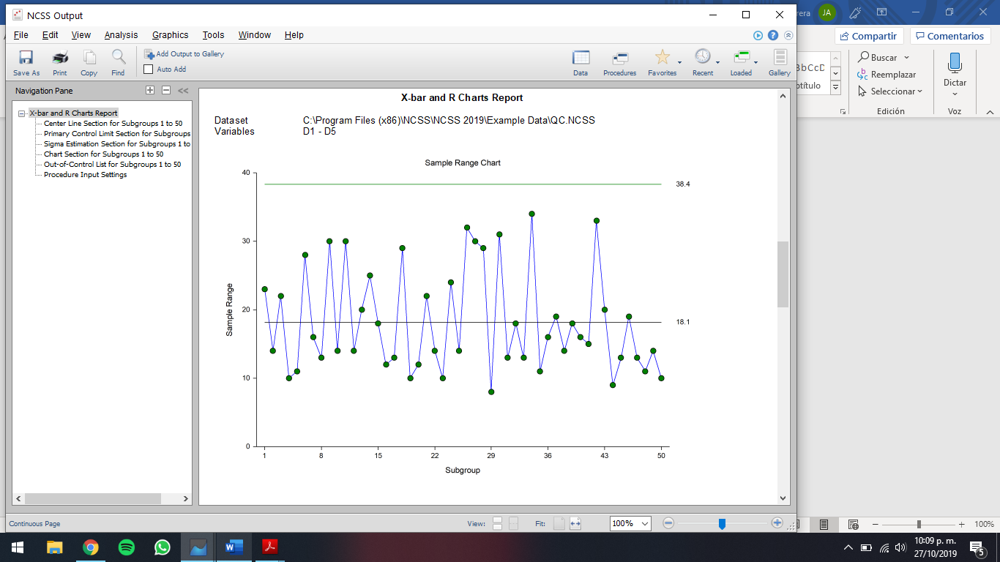 NCSS Output
rera
JA
File Edit View Analysis Graphics Tools Window Help
Compartir
Comentarios
Save As
Print
Copy
Find
Add Output to Gallery
Auto Add
Data
Procedures
Favorites
Recent
Loaded
Gallery
Buscar
Reemplazar
Seleccionar
Edición
Dictar
Voz
Navigation Pane
X-bar and R Charts Report
Center Line Section for Subgroups 1 to 50
Primary Control Limit Section for Subgroups
Sigma Estimation Section for Subgroups 1 to
Chart Section for Subgroups 1 to 50
Out-of-Control List for Subgroups 1 to 50
Procedure Input Settings
X-bar and R Charts Report
Dataset C:\Program Files (x86)\NCSS\NCSS 2019\Example Data\QC.NCSS
Variables D1 - D5
Sample Range Chart
40
30
20
10
0
Sample Range
38.4
18.1
1 8 15 22 29 36 43 50
Subgroup
Continuous Page
View:
Fit:
100%
100%
10:09 p. m.
27/10/2019
5